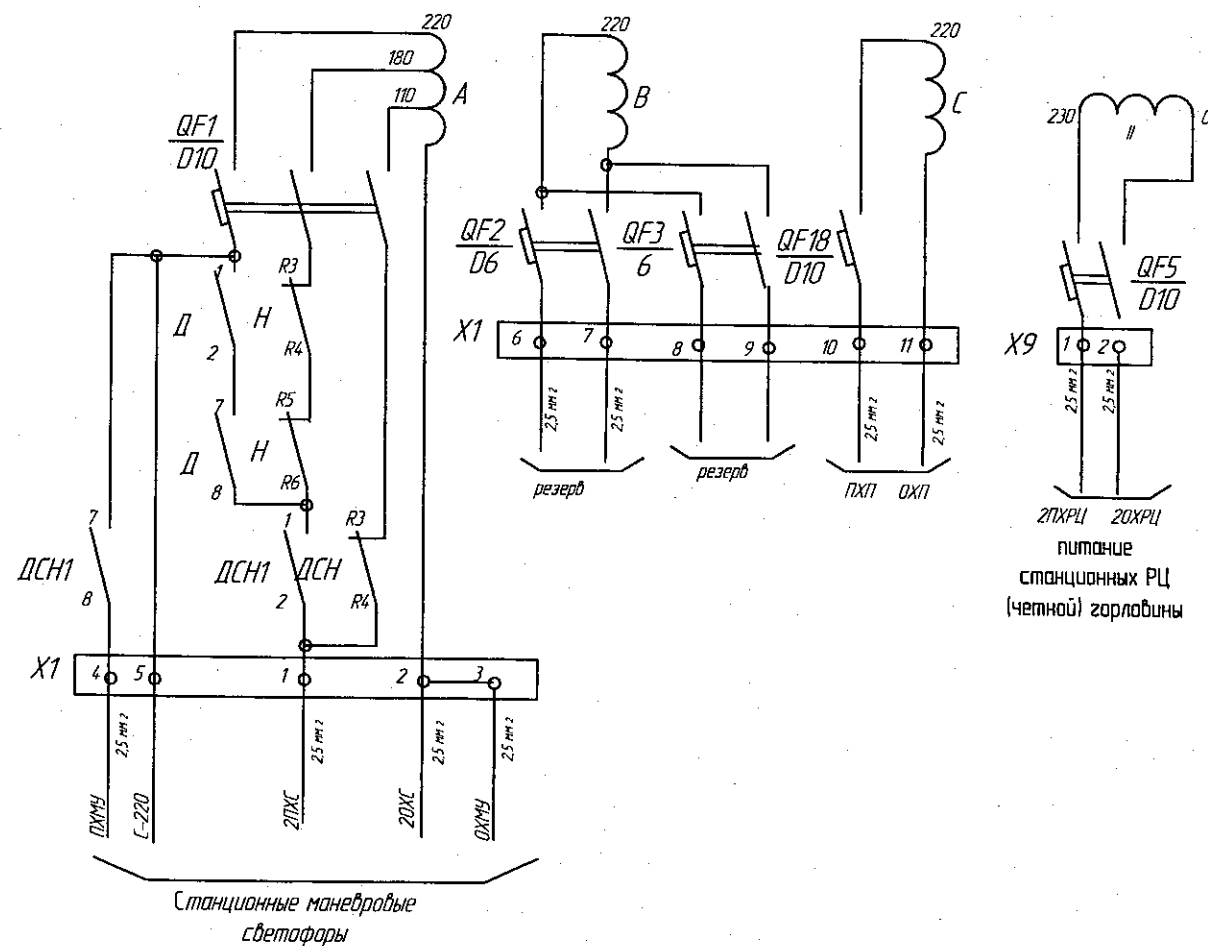 220
180
110
A
QF1
D10
1
R3
Д
Н
2
R4
7
R5
Д
Н
8
R6
7
1
R3
ДСН1
ДСН1
ДСН
8
2
R4
X1
4
5
1
2
3
2,5 мм 2
2,5 мм 2
2,5 мм 2
2,5 мм 2
ПХМУ
С-220
2ПХС
2ОХС
ОХМУ
Станционные маневровые
светофоры
220
B
220
C
QF2
D6
QF3
6
QF18
D10
X1
6
7
8
9
10
11
2,5 мм 2
2,5 мм 2
2,5 мм 2
2,5 мм 2
резерв
резерв
ПХП
ОХП
230
II
0
QF5
D10
X9
1
2
2,5 мм 2
2,5 мм 2
2ПХРЦ
2ОХРЦ
питание
станционных РЦ
(четной) горловины